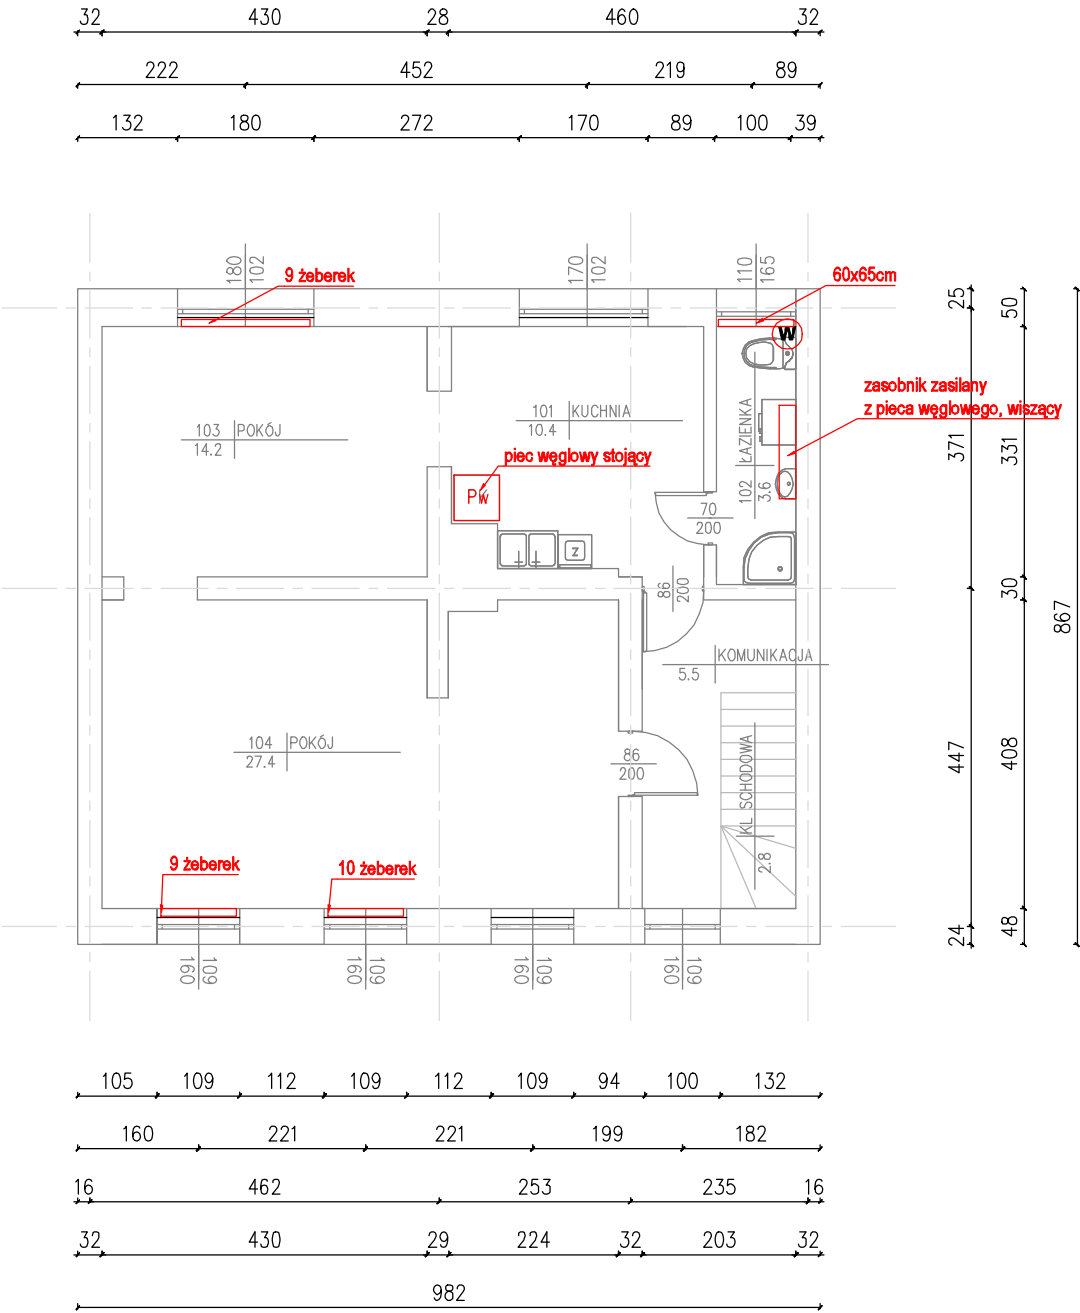 32 430 28 460 32
222 452 219 89
132 180 272 170 89 100 39
180 102
170 102
110 165
9 żeberek
60x65cm
W
25
50
zasobnik zasilany
z pieca węglowego, wiszący
101 KUCHNIA
10.4
103 POKÓJ
14.2
102 ŁAZIENKA
3.6
371
331
piec węglowy stojący
PW
70
200
z
86
200
30
867
KOMUNIKACJA
5.5
104 POKÓJ
27.4
86
200
KL SCHODOWA
2.8
447
408
9 żeberek
10 żeberek
24
48
109 160
109 160
109 160
109 160
105 109 112 109 112 109 94 100 132
160 221 221 199 182
16 462 253 235 16
32 430 29 224 32 203 32
982